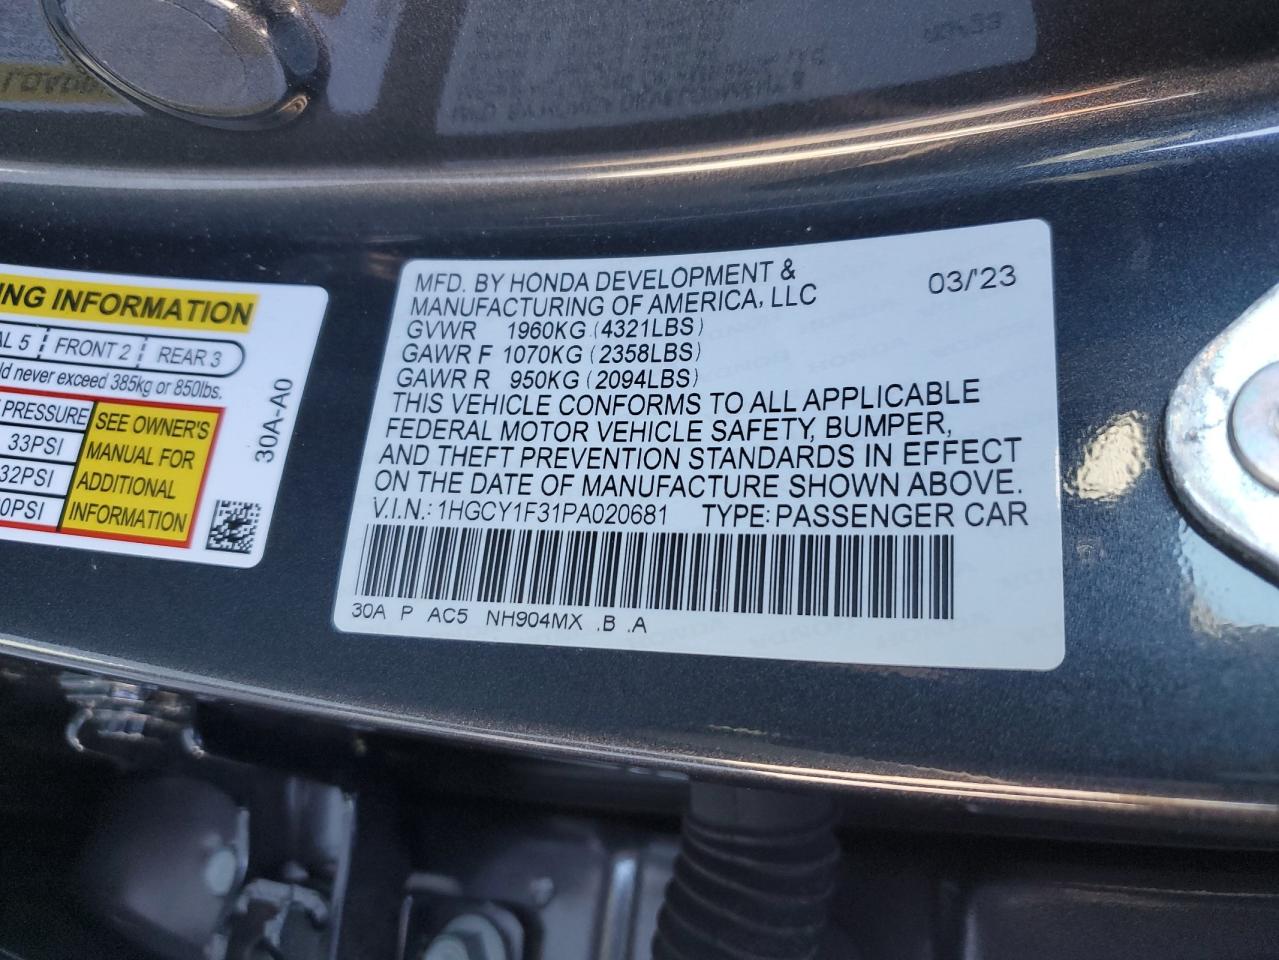 NG INFORMATION
AL 5 FRONT 2 REAR 3
never exceed 385kg or 850lbs.
PRESSURE
33PSI
32PSI
0PSI
SEE OWNER'S
MANUAL FOR
ADDITIONAL
INFORMATION
30A-A0
MFD. BY HONDA DEVELOPMENT &
MANUFACTURING OF AMERICA, LLC
03/'23
GVWR 1960KG (4321LBS)
GAWR F 1070KG (2358LBS)
GAWR R 950KG (2094LBS)
THIS VEHICLE CONFORMS TO ALL APPLICABLE
FEDERAL MOTOR VEHICLE SAFETY, BUMPER,
AND THEFT PREVENTION STANDARDS IN EFFECT
ON THE DATE OF MANUFACTURE SHOWN ABOVE.
V.I.N.: 1HGCY1F31PA020681 TYPE: PASSENGER CAR
30A P AC5 NH904MX .B .A